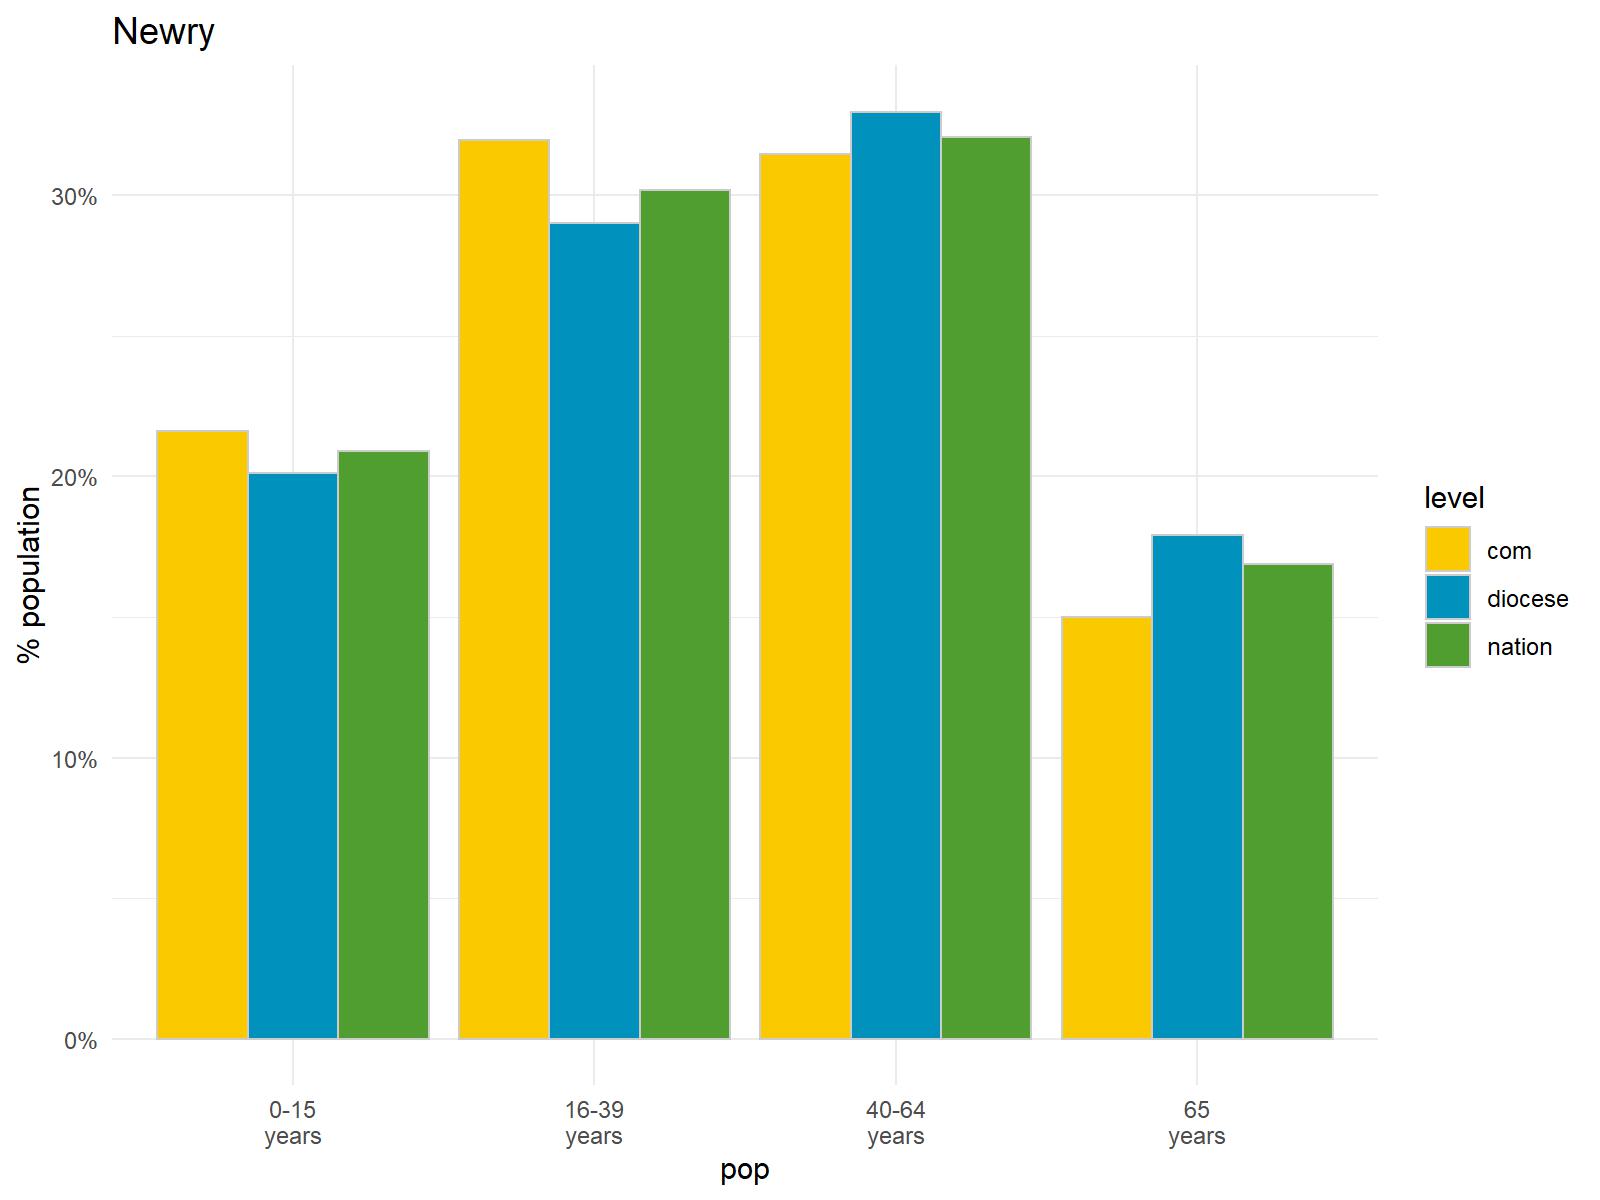 Newry
% population
30%
20%
10%
0%
0-15
years
16-39
years
40-64
years
65
years
pop
level
com
diocese
nation